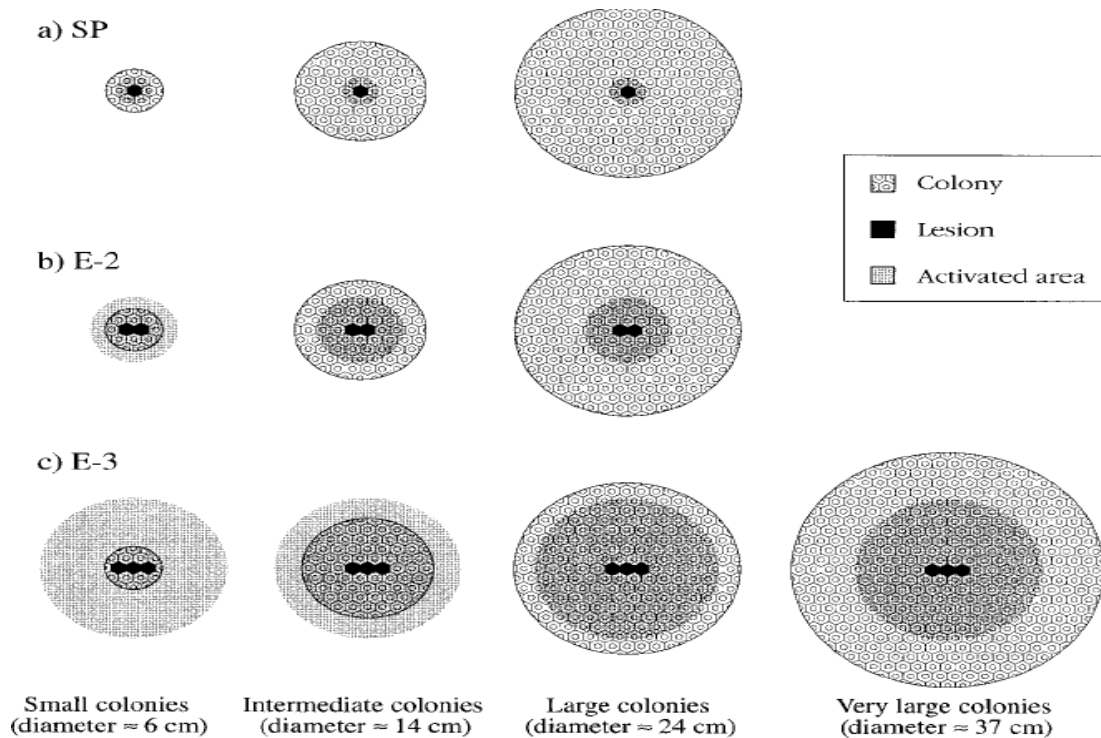 a) SP
Colony
Lesion
Activated area
b) E-2
c) E-3
Small colonies
(diameter ≈ 6 cm)
Intermediate colonies
(diameter ≈ 14 cm)
Large colonies
(diameter ≈ 24 cm)
Very large colonies
(diameter ≈ 37 cm)